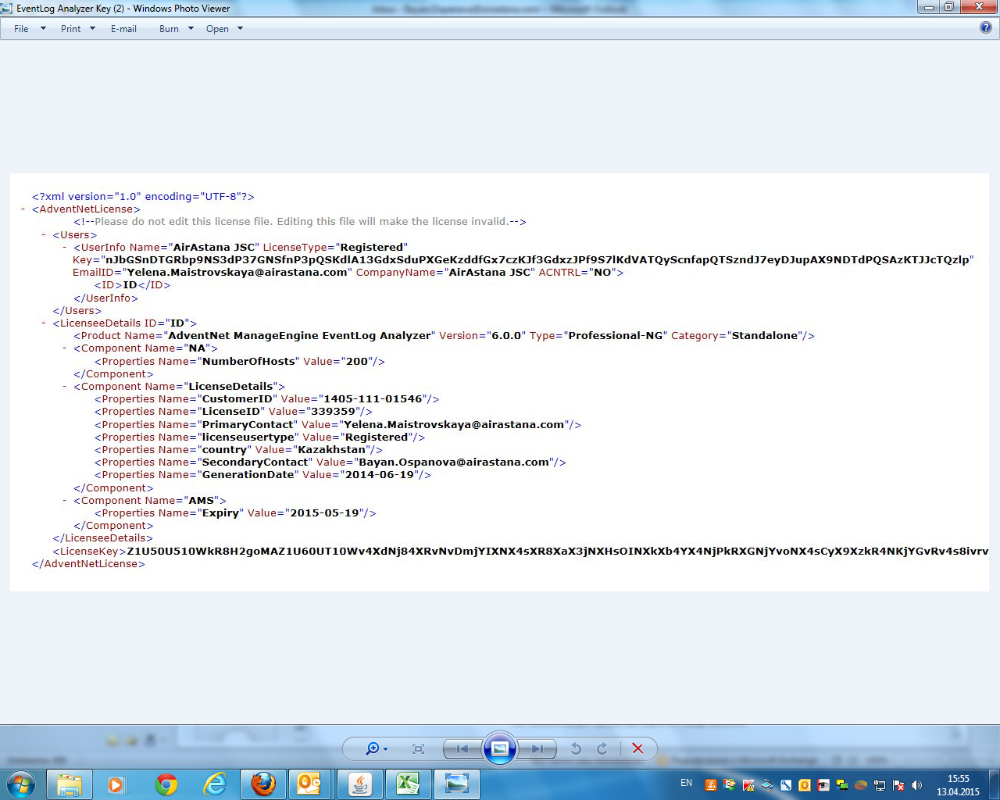 EventLog Analyzer Key (2) - Windows Photo Viewer
File Print E-mail Burn Open
<?xml version="1.0" encoding="UTF-8"?>
- <AdventNetLicense>
<!--Please do not edit this license file. Editing this file will make the license invalid.-->
- <Users>
- <UserInfo Name="AirAstana JSC" LicenseType="Registered"
Key="nJbGSnDTGRbp9NS3dP37GNSfnP3pQSKdlA13GdxSduPXGeKzddfGx7czKJf3GdxzJPf9S7lKdVATQyScnfapQTSzndJ7eyDJupAX9NDTdPQSAzKTJJcTQzlp"
EmailID="Yelena.Maistrovskaya@airastana.com" CompanyName="AirAstana JSC" ACNTRL="NO">
<ID>ID</ID>
</UserInfo>
</Users>
- <LicenseeDetails ID="ID">
<Product Name="AdventNet ManageEngine EventLog Analyzer" Version="6.0.0" Type="Professional-NG" Category="Standalone"/>
- <Component Name="NA">
<Properties Name="NumberOfHosts" Value="200"/>
</Component>
- <Component Name="LicenseDetails">
<Properties Name="CustomerID" Value="1405-111-01546"/>
<Properties Name="LicenseID" Value="339359"/>
<Properties Name="PrimaryContact" Value="Yelena.Maistrovskaya@airastana.com"/>
<Properties Name="licenseusertype" Value="Registered"/>
<Properties Name="country" Value="Kazakhstan"/>
<Properties Name="SecondaryContact" Value="Bayan.Ospanova@airastana.com"/>
<Properties Name="GenerationDate" Value="2014-06-19"/>
</Component>
- <Component Name="AMS">
<Properties Name="Expiry" Value="2015-05-19"/>
</Component>
</LicenseeDetails>
<LicenseKey>Z1U50U510WkR8H2goMAZ1U60UT10Wv4XdNj84XRvNvDmjYIXNX4sXR8XaX3jNXHsOINXkXb4YX4NjPkRXGNjYvoNX4sCyX9XzkR4NKjYGvRv4s8ivrv
</AdventNetLicense>
EN
15:55
13.04.2015